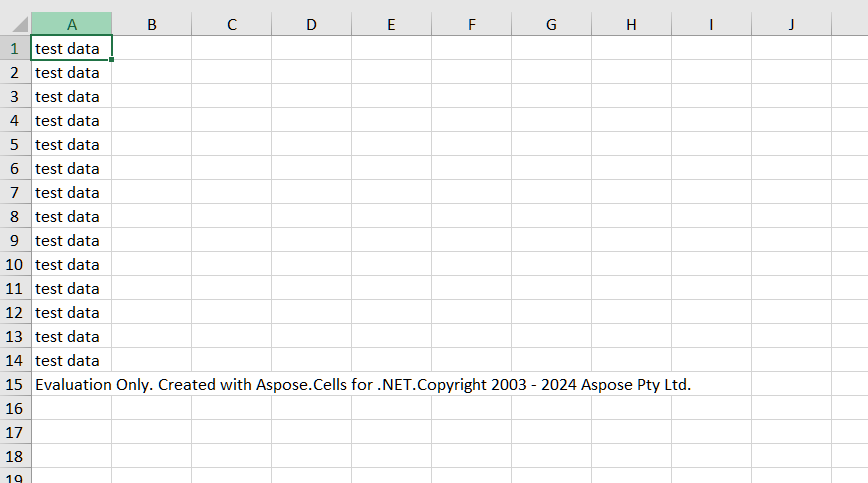 A B C D E F G H I J
1 test data
2 test data
3 test data
4 test data
5 test data
6 test data
7 test data
8 test data
9 test data
10 test data
11 test data
12 test data
13 test data
14 test data
15 Evaluation Only. Created with Aspose.Cells for .NET.Copyright 2003 - 2024 Aspose Pty Ltd.
16
17
18
19